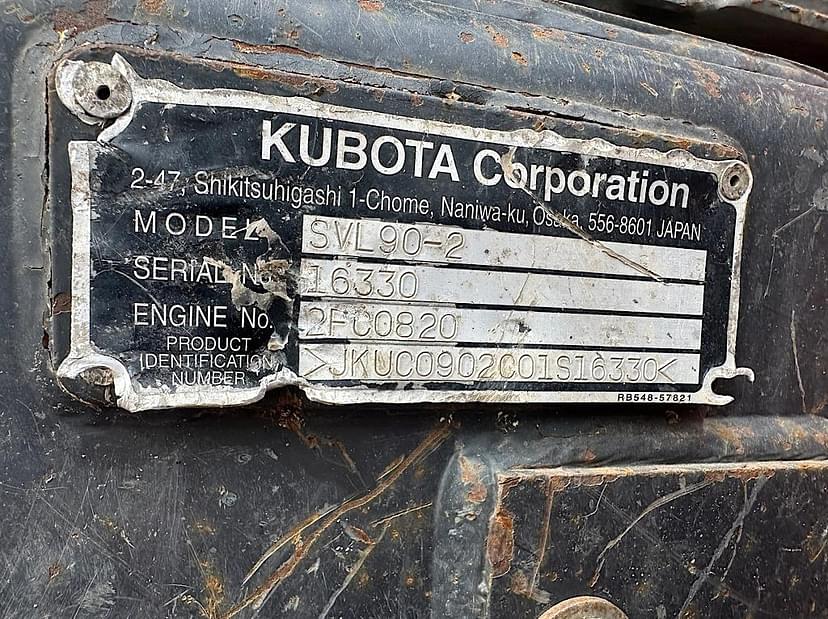 KUBOTA Corporation
2-47, Shikitsuhigashi 1-Chome, Naniwa-ku, Osaka, 556-8601 JAPAN
MODEL SVL90-2
SERIAL No. 16330
ENGINE No. 2FC0820
PRODUCT
IDENTIFICATION
NUMBER >JKUC0902C01S16330<
RB548-57821